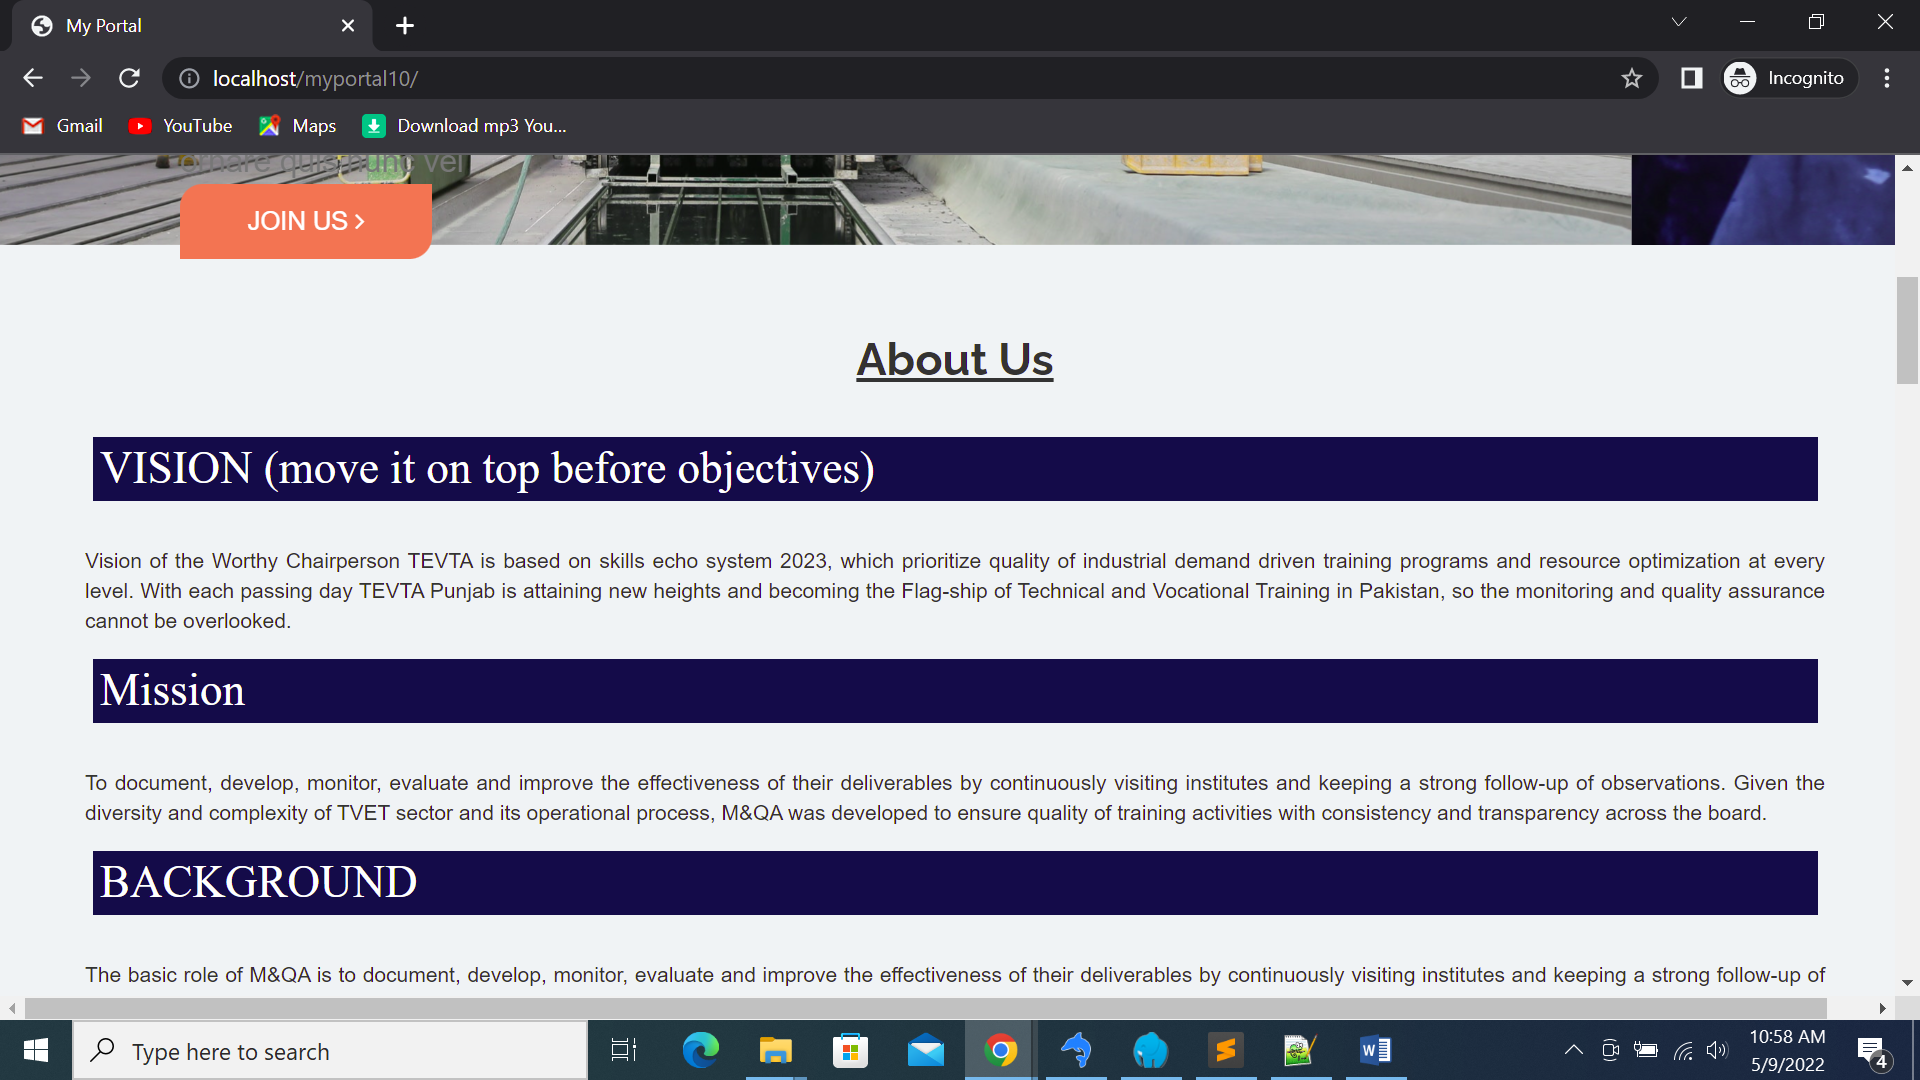 My Portal
localhost/myportal10/
Incognito
Gmail
YouTube
Maps
Download mp3 You...
ornare quis nunc vel
JOIN US >
About Us
VISION (move it on top before objectives)
Vision of the Worthy Chairperson TEVTA is based on skills echo system 2023, which prioritize quality of industrial demand driven training programs and resource optimization at every
level. With each passing day TEVTA Punjab is attaining new heights and becoming the Flag-ship of Technical and Vocational Training in Pakistan, so the monitoring and quality assurance
cannot be overlooked.
Mission
To document, develop, monitor, evaluate and improve the effectiveness of their deliverables by continuously visiting institutes and keeping a strong follow-up of observations. Given the
diversity and complexity of TVET sector and its operational process, M&QA was developed to ensure quality of training activities with consistency and transparency across the board.
BACKGROUND
The basic role of M&QA is to document, develop, monitor, evaluate and improve the effectiveness of their deliverables by continuously visiting institutes and keeping a strong follow-up of
Type here to search
10:58 AM
5/9/2022
4